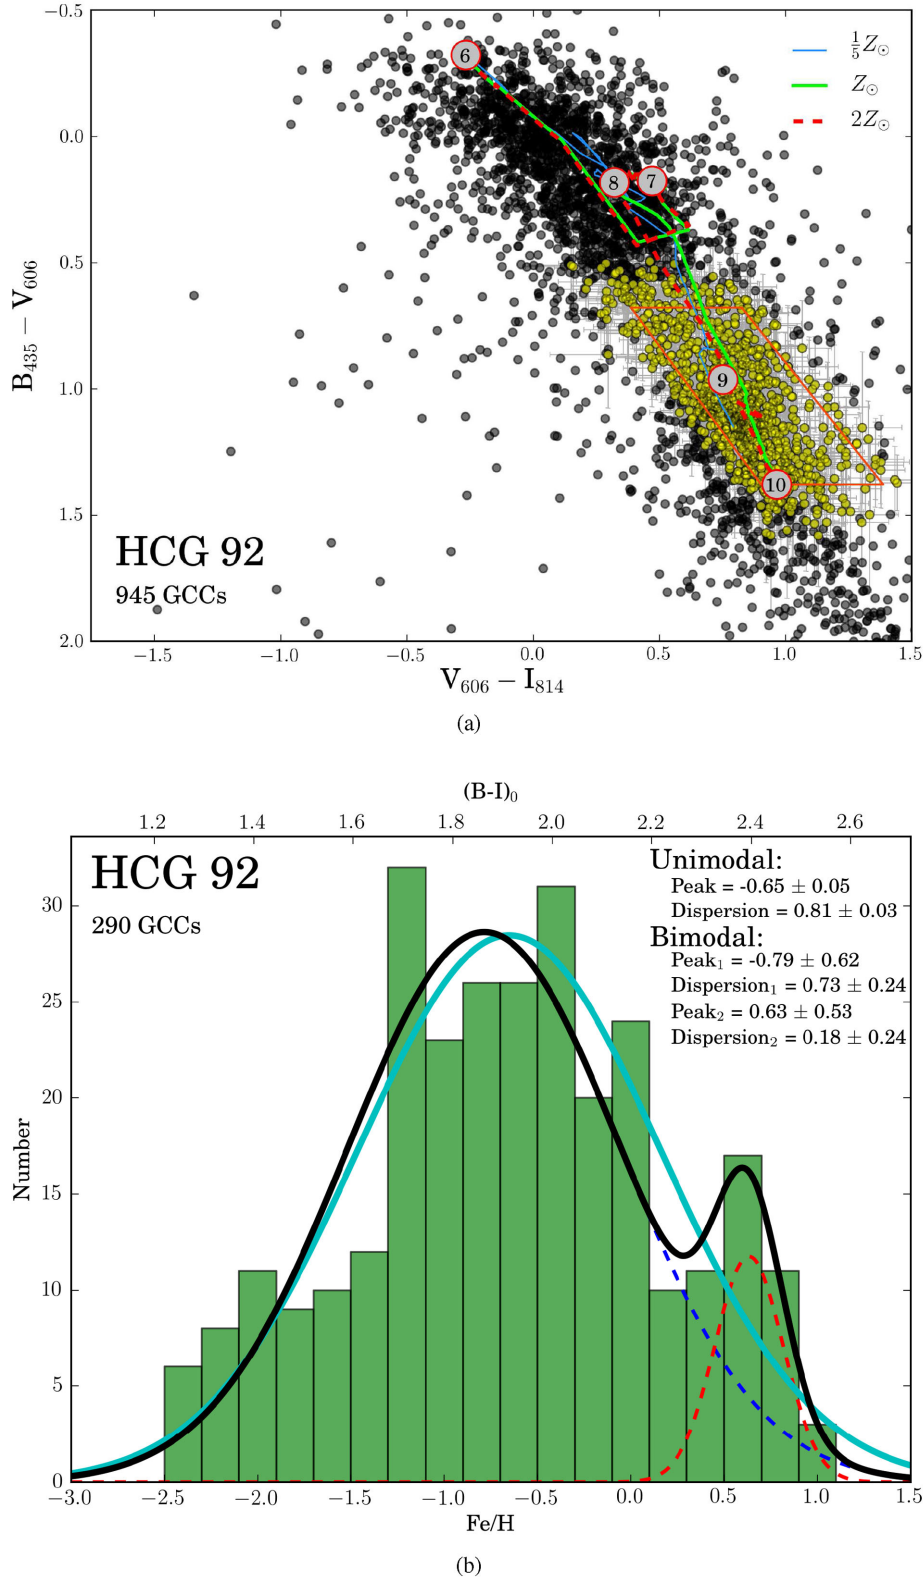 −0.5
0.0
0.5
1.0
1.5
2.0
B435 − V606
6
7
8
9
10
1/5 Z⊙
Z⊙
2Z⊙
HCG 92
945 GCCs
−1.5 −1.0 −0.5 0.0 0.5 1.0 1.5
V606 − I814
(a)
(B-I)0
1.2 1.4 1.6 1.8 2.0 2.2 2.4 2.6
HCG 92
290 GCCs
Unimodal:
Peak = -0.65 ± 0.05
Dispersion = 0.81 ± 0.03
Bimodal:
Peak1 = -0.79 ± 0.62
Dispersion1 = 0.73 ± 0.24
Peak2 = 0.63 ± 0.53
Dispersion2 = 0.18 ± 0.24
30
25
20
15
10
5
0
Number
−3.0 −2.5 −2.0 −1.5 −1.0 −0.5 0.0 0.5 1.0 1.5
Fe/H
(b)